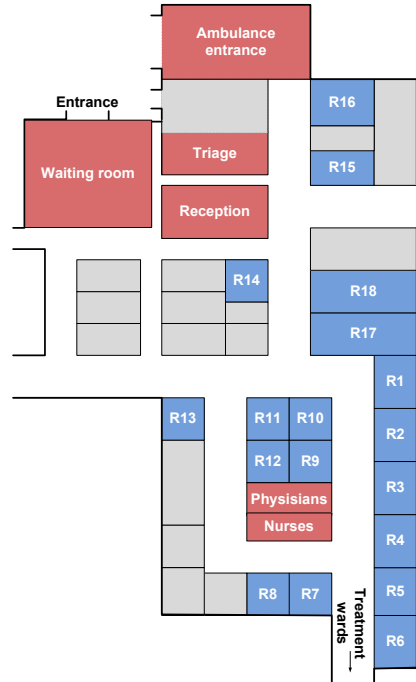 Ambulance
entrance
Entrance
R16
Triage
Waiting room
R15
Reception
R14
R18
R17
R1
R13
R11
R10
R2
R12
R9
R3
Physisians
Nurses
R4
R5
R8
R7
Treatment
wards
R6